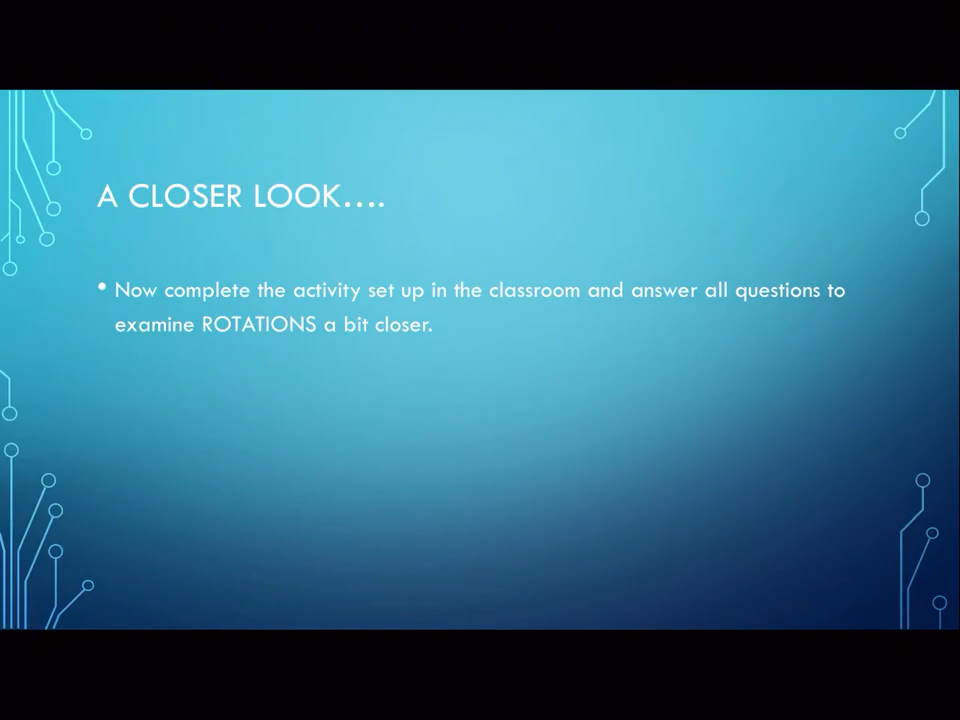 A CLOSER LOOK....
• Now complete the activity set up in the classroom and answer all questions to
examine ROTATIONS a bit closer.